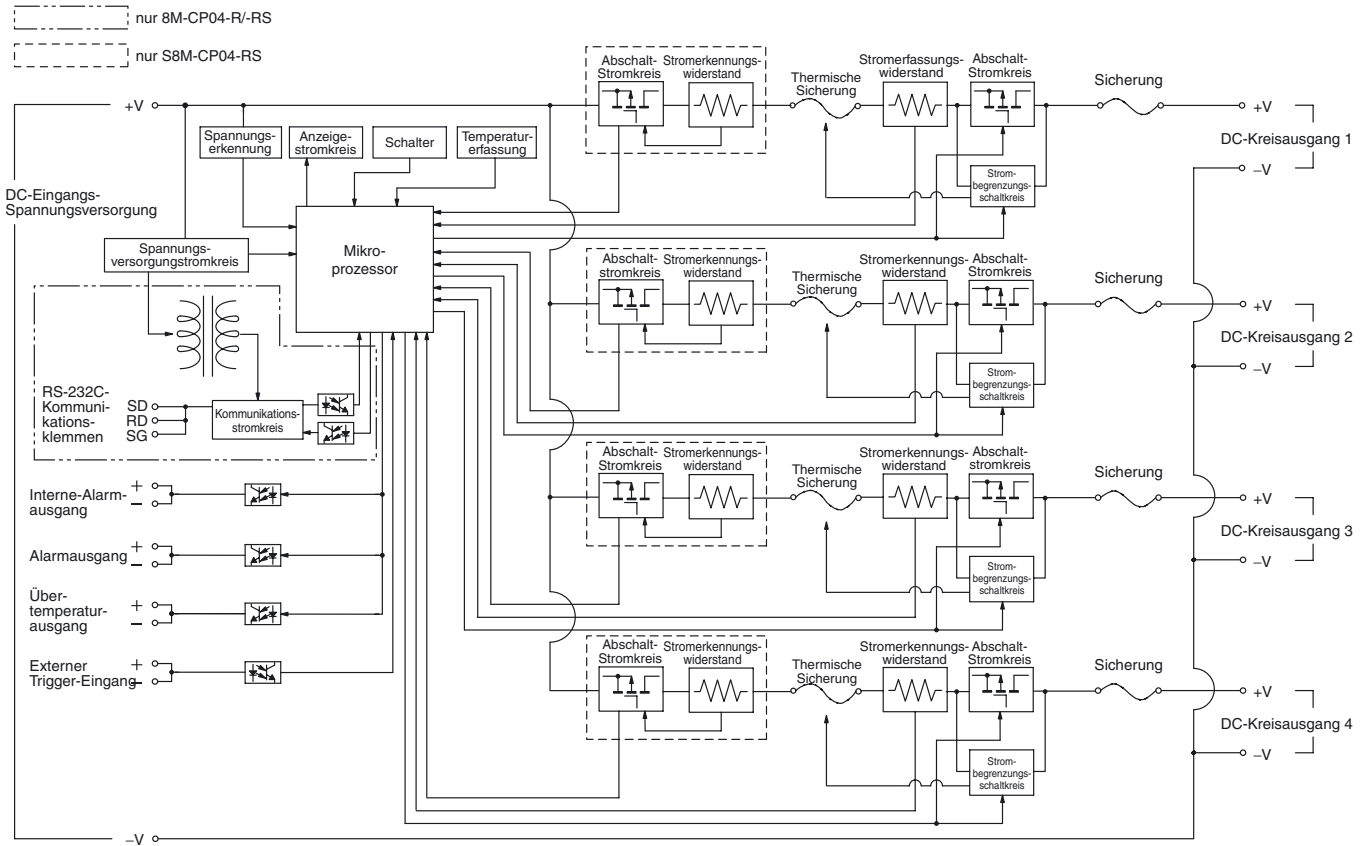 nur 8M-CP04-R/-RS
nur S8M-CP04-RS
+V
DC-Eingangs-
Spannungsversorgung
Spannungs-
erkennung
Anzeige-
stromkreis
Schalter
Temperatur-
erfassung
Spannungs-
versorgungstromkreis
Mikro-
prozessor
RS-232C-
Kommuni-
kations-
klemmen
SD
RD
SG
Kommunikations-
stromkreis
Interne-Alarm-
ausgang
+
–
Alarmausgang
+
–
Über-
temperatur-
ausgang
+
–
Externer
Trigger-Eingang
+
–
–V
Abschalt-
Stromkreis
Stromerkennungs-
widerstand
Thermische
Sicherung
Stromerfassungs-
widerstand
Abschalt-
Stromkreis
Sicherung
Strom-
begrenzungs-
schaltkreis
+V
DC-Kreisausgang 1
–V
Abschalt-
stromkreis
Stromerkennungs-
widerstand
Thermische
Sicherung
Stromerkennungs-
widerstand
Abschalt-
Stromkreis
Sicherung
Strom-
begrenzungs-
schaltkreis
+V
DC-Kreisausgang 2
–V
Abschalt-
Stromkreis
Stromerkennungs-
widerstand
Thermische
Sicherung
Stromerkennungs-
widerstand
Abschalt-
stromkreis
Sicherung
Strom-
begrenzungs-
schaltkreis
+V
DC-Kreisausgang 3
–V
Abschalt-
Stromkreis
Stromerkennungs-
widerstand
Thermische
Sicherung
Stromerkennungs-
widerstand
Abschalt-
Stromkreis
Sicherung
Strom-
begrenzungs-
schaltkreis
+V
DC-Kreisausgang 4
–V